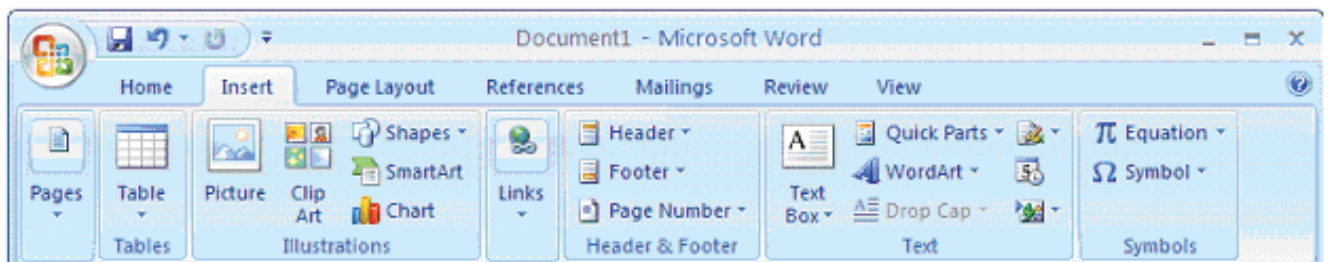 Document1 - Microsoft Word
Home Insert Page Layout References Mailings Review View
Pages
Table
Tables
Picture
Clip
Art
Shapes
SmartArt
Chart
Illustrations
Links
Header
Footer
Page Number
Header & Footer
A
Text
Box
Quick Parts
WordArt
Drop Cap
Text
π Equation
Ω Symbol
Symbols